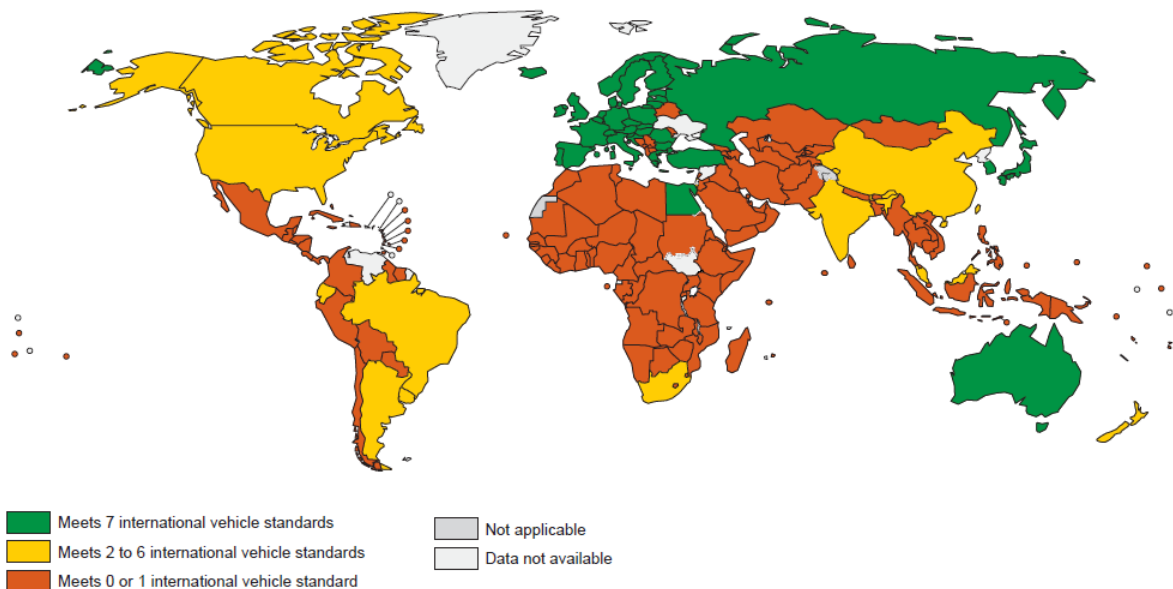 Meets 7 international vehicle standards
Meets 2 to 6 international vehicle standards
Meets 0 or 1 international vehicle standard
Not applicable
Data not available